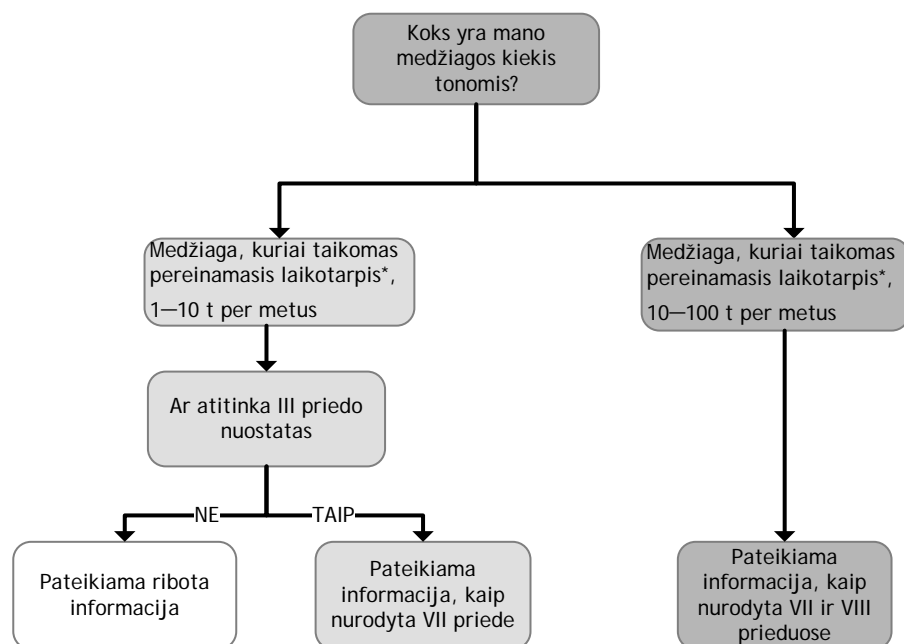 Koks yra mano
medžiagos kiekis
tonomis?
Medžiaga, kuriai taikomas
pereinamasis laikotarpis*,
1—10 t per metus
Medžiaga, kuriai taikomas
pereinamasis laikotarpis*,
10—100 t per metus
Ar atitinka III priedo
nuostatas
NE
TAIP
Pateikiama ribota
informacija
Pateikiama
informacija, kaip
nurodyta VII priede
Pateikiama
informacija, kaip
nurodyta VII ir VIII
prieduose